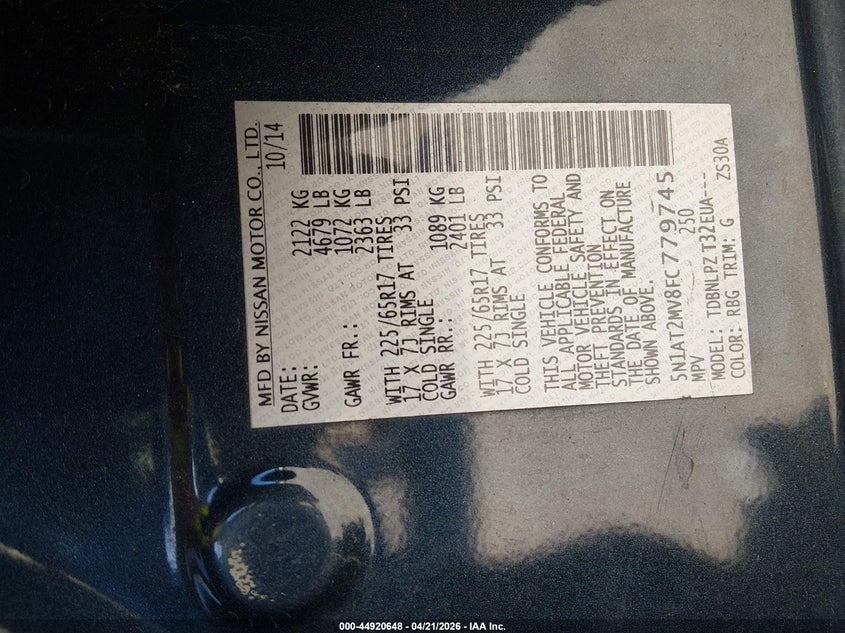 MFD BY NISSAN MOTOR CO., LTD.
DATE: 10/14
GVWR: 2122 KG
4679 LB
GAWR FR.: 1072 KG
2363 LB
WITH 225/65R17 TIRES
17 X 7J RIMS AT 33 PSI
COLD SINGLE
GAWR RR.: 1089 KG
2401 LB
WITH 225/65R17 TIRES
17 X 7J RIMS AT 33 PSI
COLD SINGLE
THIS VEHICLE CONFORMS TO
ALL APPLICABLE FEDERAL
MOTOR VEHICLE SAFETY AND
THEFT PREVENTION
STANDARDS IN EFFECT ON
THE DATE OF MANUFACTURE
SHOWN ABOVE.
5N1AT2MV8FC779745
MPV 250
MODEL: TDBNLPZ T32EUA---
COLOR: RBG TRIM: G ZS30A
000-44920648 - 04/21/2026 - IAA Inc.